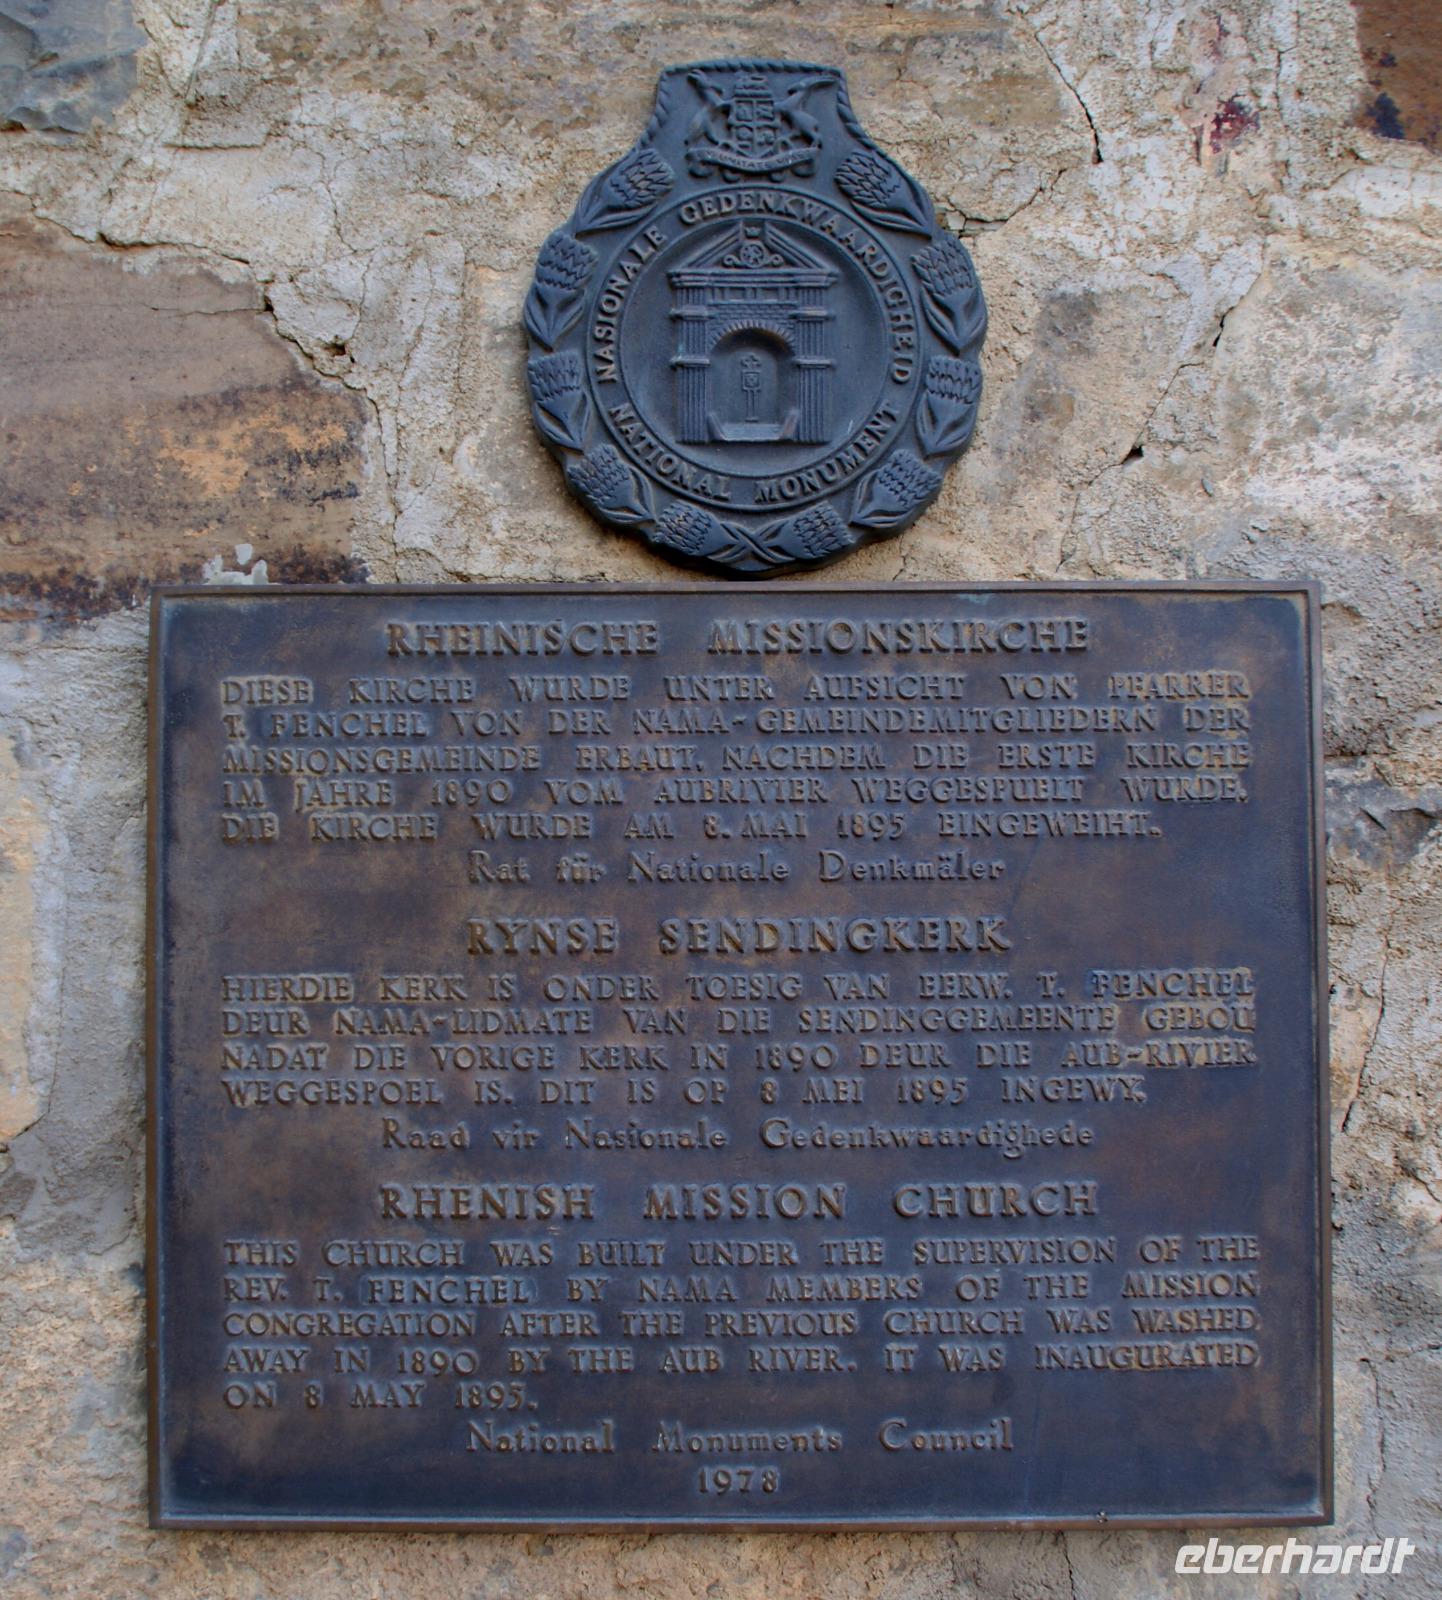 EX UNITATE VIRES
NASIONALE GEDENKWAARDIGHEID
NATIONAL MONUMENT
RHEINISCHE MISSIONSKIRCHE
DIESE KIRCHE WURDE UNTER AUFSICHT VON PFARRER
T. FENCHEL VON DER NAMA-GEMEINDEMITGLIEDERN DER
MISSIONSGEMEINDE ERBAUT, NACHDEM DIE ERSTE KIRCHE
IM JAHRE 1890 VOM AUBRIVIER WEGGESPUELT WURDE.
DIE KIRCHE WURDE AM 8. MAI 1895 EINGEWEIHT.
Rat für Nationale Denkmäler
RYNSE SENDINGKERK
HIERDIE KERK IS ONDER TOESIG VAN EERW. T. FENCHEL
DEUR NAMA-LIDMATE VAN DIE SENDINGGEMEENTE GEBOU
NADAT DIE VORIGE KERK IN 1890 DEUR DIE AUB-RIVIER
WEGGESPOEL IS. DIT IS OP 8 MEI 1895 INGEWY.
Raad vir Nasionale Gedenkwaardighede
RHENISH MISSION CHURCH
THIS CHURCH WAS BUILT UNDER THE SUPERVISION OF THE
REV. T. FENCHEL BY NAMA MEMBERS OF THE MISSION
CONGREGATION AFTER THE PREVIOUS CHURCH WAS WASHED
AWAY IN 1890 BY THE AUB RIVER. IT WAS INAUGURATED
ON 8 MAY 1895.
National Monuments Council
1978
eberhardt